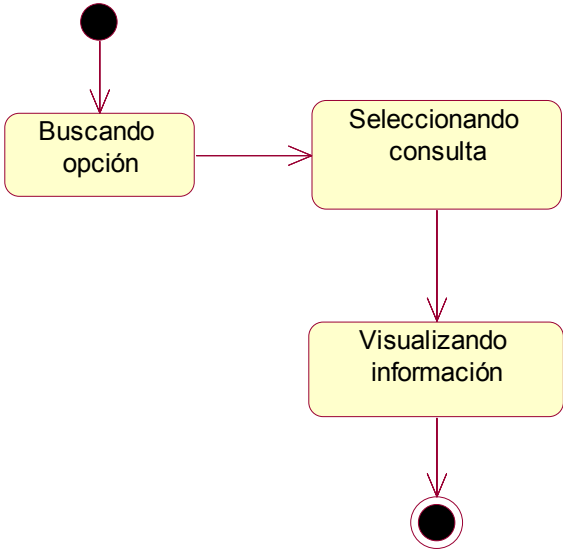 Buscando
opción
Seleccionando
consulta
Visualizando
información